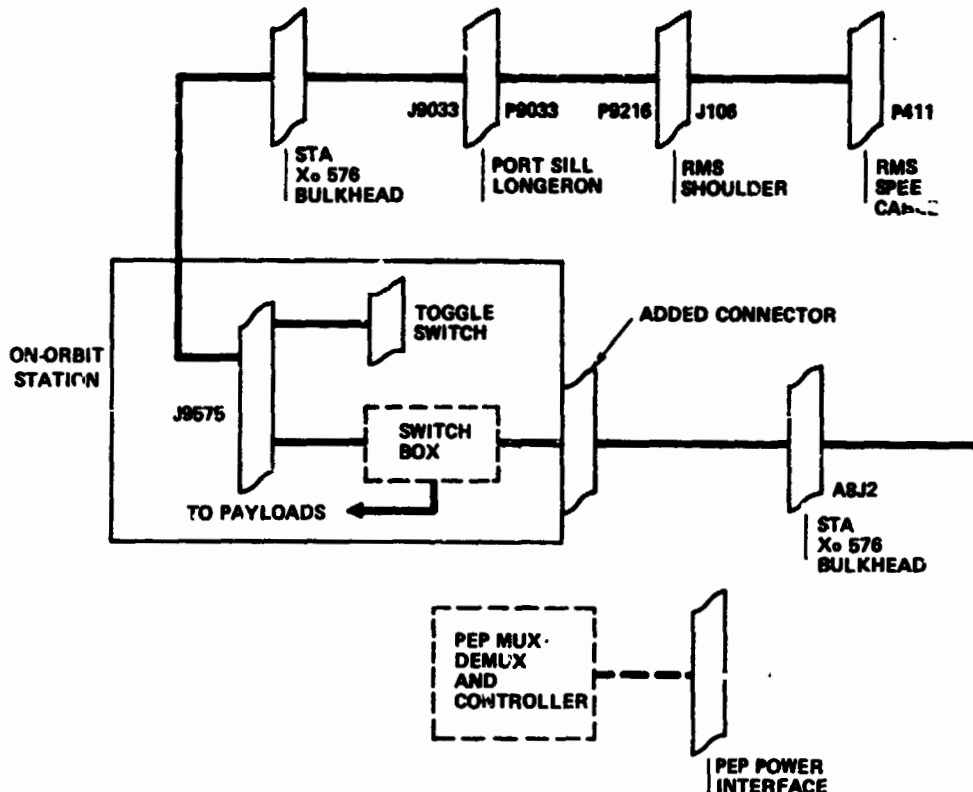 J9033
P9033
P9216
J106
P411
STA
Xo 576
BULKHEAD
PORT SILL
LONGERON
RMS
SHOULDER
RMS
SPEE
TOGGLE
SWITCH
ADDED CONNECTOR
ON-ORBIT
STATION
J9575
SWITCH
BOX
TO PAYLOADS
A8J2
STA
Xo 576
BULKHEAD
PEP MUX-
DEMUX
AND
CONTROLLER
PEP POWER
INTERFACE